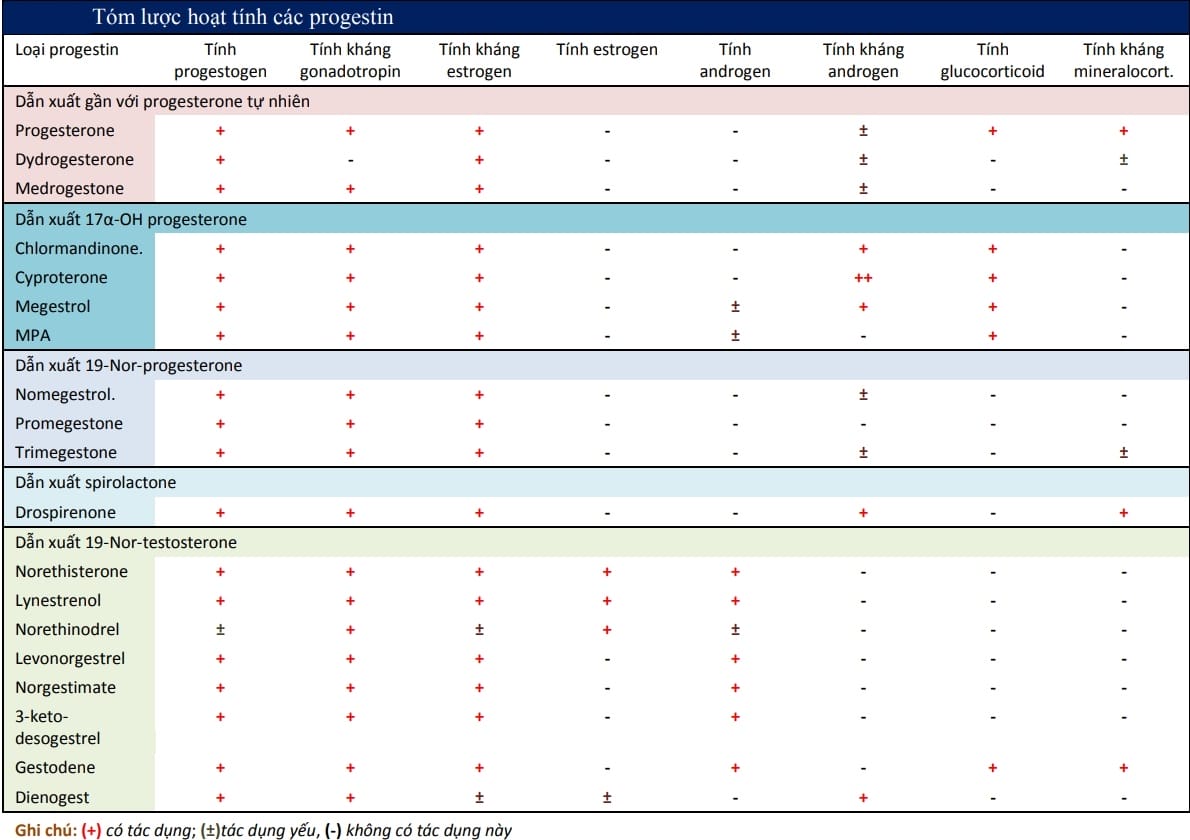 Tóm lược hoạt tính các progestin
Loại progestin Tính Tính kháng Tính kháng Tính estrogen Tính Tính kháng Tính Tính kháng
progestogen gonadotropin estrogen androgen androgen glucocorticoid mineralocort.
Dẫn xuất gần với progesterone tự nhiên
Progesterone + + + - - ± + +
Dydrogesterone + - + - - ± - ±
Medrogestone + + + - - ± - -
Dẫn xuất 17α-OH progesterone
Chlormandinone. + + + - - + + -
Cyproterone + + + - - ++ + -
Megestrol + + + - ± + + -
MPA + + + - ± - + -
Dẫn xuất 19-Nor-progesterone
Nomegestrol. + + + - - ± - -
Promegestone + + + - - - - -
Trimegestone + + + - - ± - ±
Dẫn xuất spirolactone
Drospirenone + + + - - + - +
Dẫn xuất 19-Nor-testosterone
Norethisterone + + + + + - - -
Lynestrenol + + + + + - - -
Norethinodrel ± + ± + ± - - -
Levonorgestrel + + + - + - - -
Norgestimate + + + - + - - -
3-keto- + + + - + - - -
desogestrel
Gestodene + + + - + - + +
Dienogest + + ± ± - + - -
Ghi chú: (+) có tác dụng; (±)tác dụng yếu, (-) không có tác dụng này